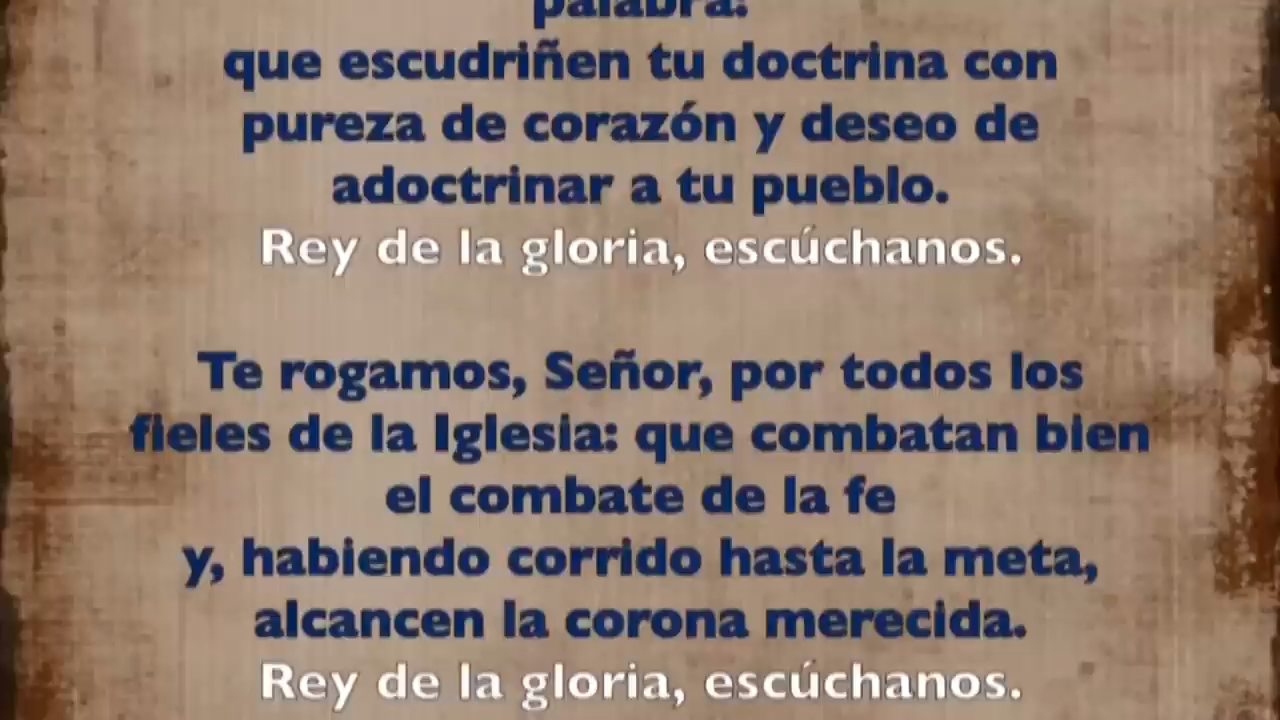 palabra:
que escudriñen tu doctrina con
pureza de corazón y deseo de
adoctrinar a tu pueblo.
Rey de la gloria, escúchanos.
Te rogamos, Señor, por todos los
fieles de la Iglesia: que combatan bien
el combate de la fe
y, habiendo corrido hasta la meta,
alcancen la corona merecida.
Rey de la gloria, escúchanos.